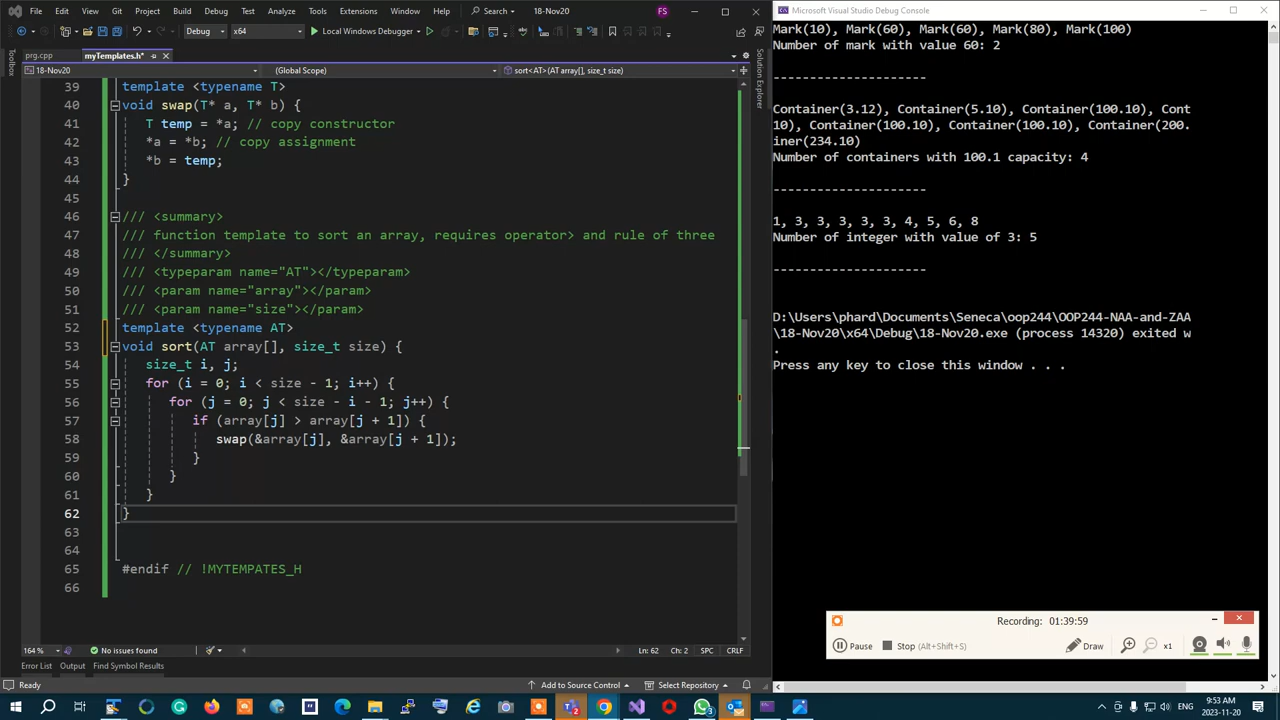 File Edit View Git Project Build Debug Test Analyze Tools Extensions Window Help Search 18-Nov20 FS
Debug x64 Local Windows Debugger
prg.cpp myTemplates.h*
18-Nov20 (Global Scope) sort<AT>(AT array[], size_t size)
Solution Explorer
39 template <typename T>
40 void swap(T* a, T* b) {
41 T temp = *a; // copy constructor
42 *a = *b; // copy assignment
43 *b = temp;
44 }
45
46 /// <summary>
47 /// function template to sort an array, requires operator> and rule of three
48 /// </summary>
49 /// <typeparam name="AT"></typeparam>
50 /// <param name="array"></param>
51 /// <param name="size"></param>
52 template <typename AT>
53 void sort(AT array[], size_t size) {
54 size_t i, j;
55 for (i = 0; i < size - 1; i++) {
56 for (j = 0; j < size - i - 1; j++) {
57 if (array[j] > array[j + 1]) {
58 swap(&array[j], &array[j + 1]);
59 }
60 }
61 }
62 }
63
64
65 #endif // !MYTEMPATES_H
66
164 % No issues found Ln: 62 Ch: 2 SPC CRLF
Error List Output Find Symbol Results
Ready Add to Source Control Select Repository
Microsoft Visual Studio Debug Console
Mark(10), Mark(60), Mark(60), Mark(80), Mark(100)
Number of mark with value 60: 2
---------------------
Container(3.12), Container(5.10), Container(100.10), Cont
10), Container(100.10), Container(100.10), Container(200.
iner(234.10)
Number of containers with 100.1 capacity: 4
---------------------
1, 3, 3, 3, 3, 3, 4, 5, 6, 8
Number of integer with value of 3: 5
---------------------
D:\Users\phard\Documents\Seneca\oop244\OOP244-NAA-and-ZAA
\18-Nov20\x64\Debug\18-Nov20.exe (process 14320) exited w
.
Press any key to close this window . . .
Recording: 01:39:59
Pause Stop (Alt+Shift+S) Draw x1
ENG 9:53 AM
2023-11-20